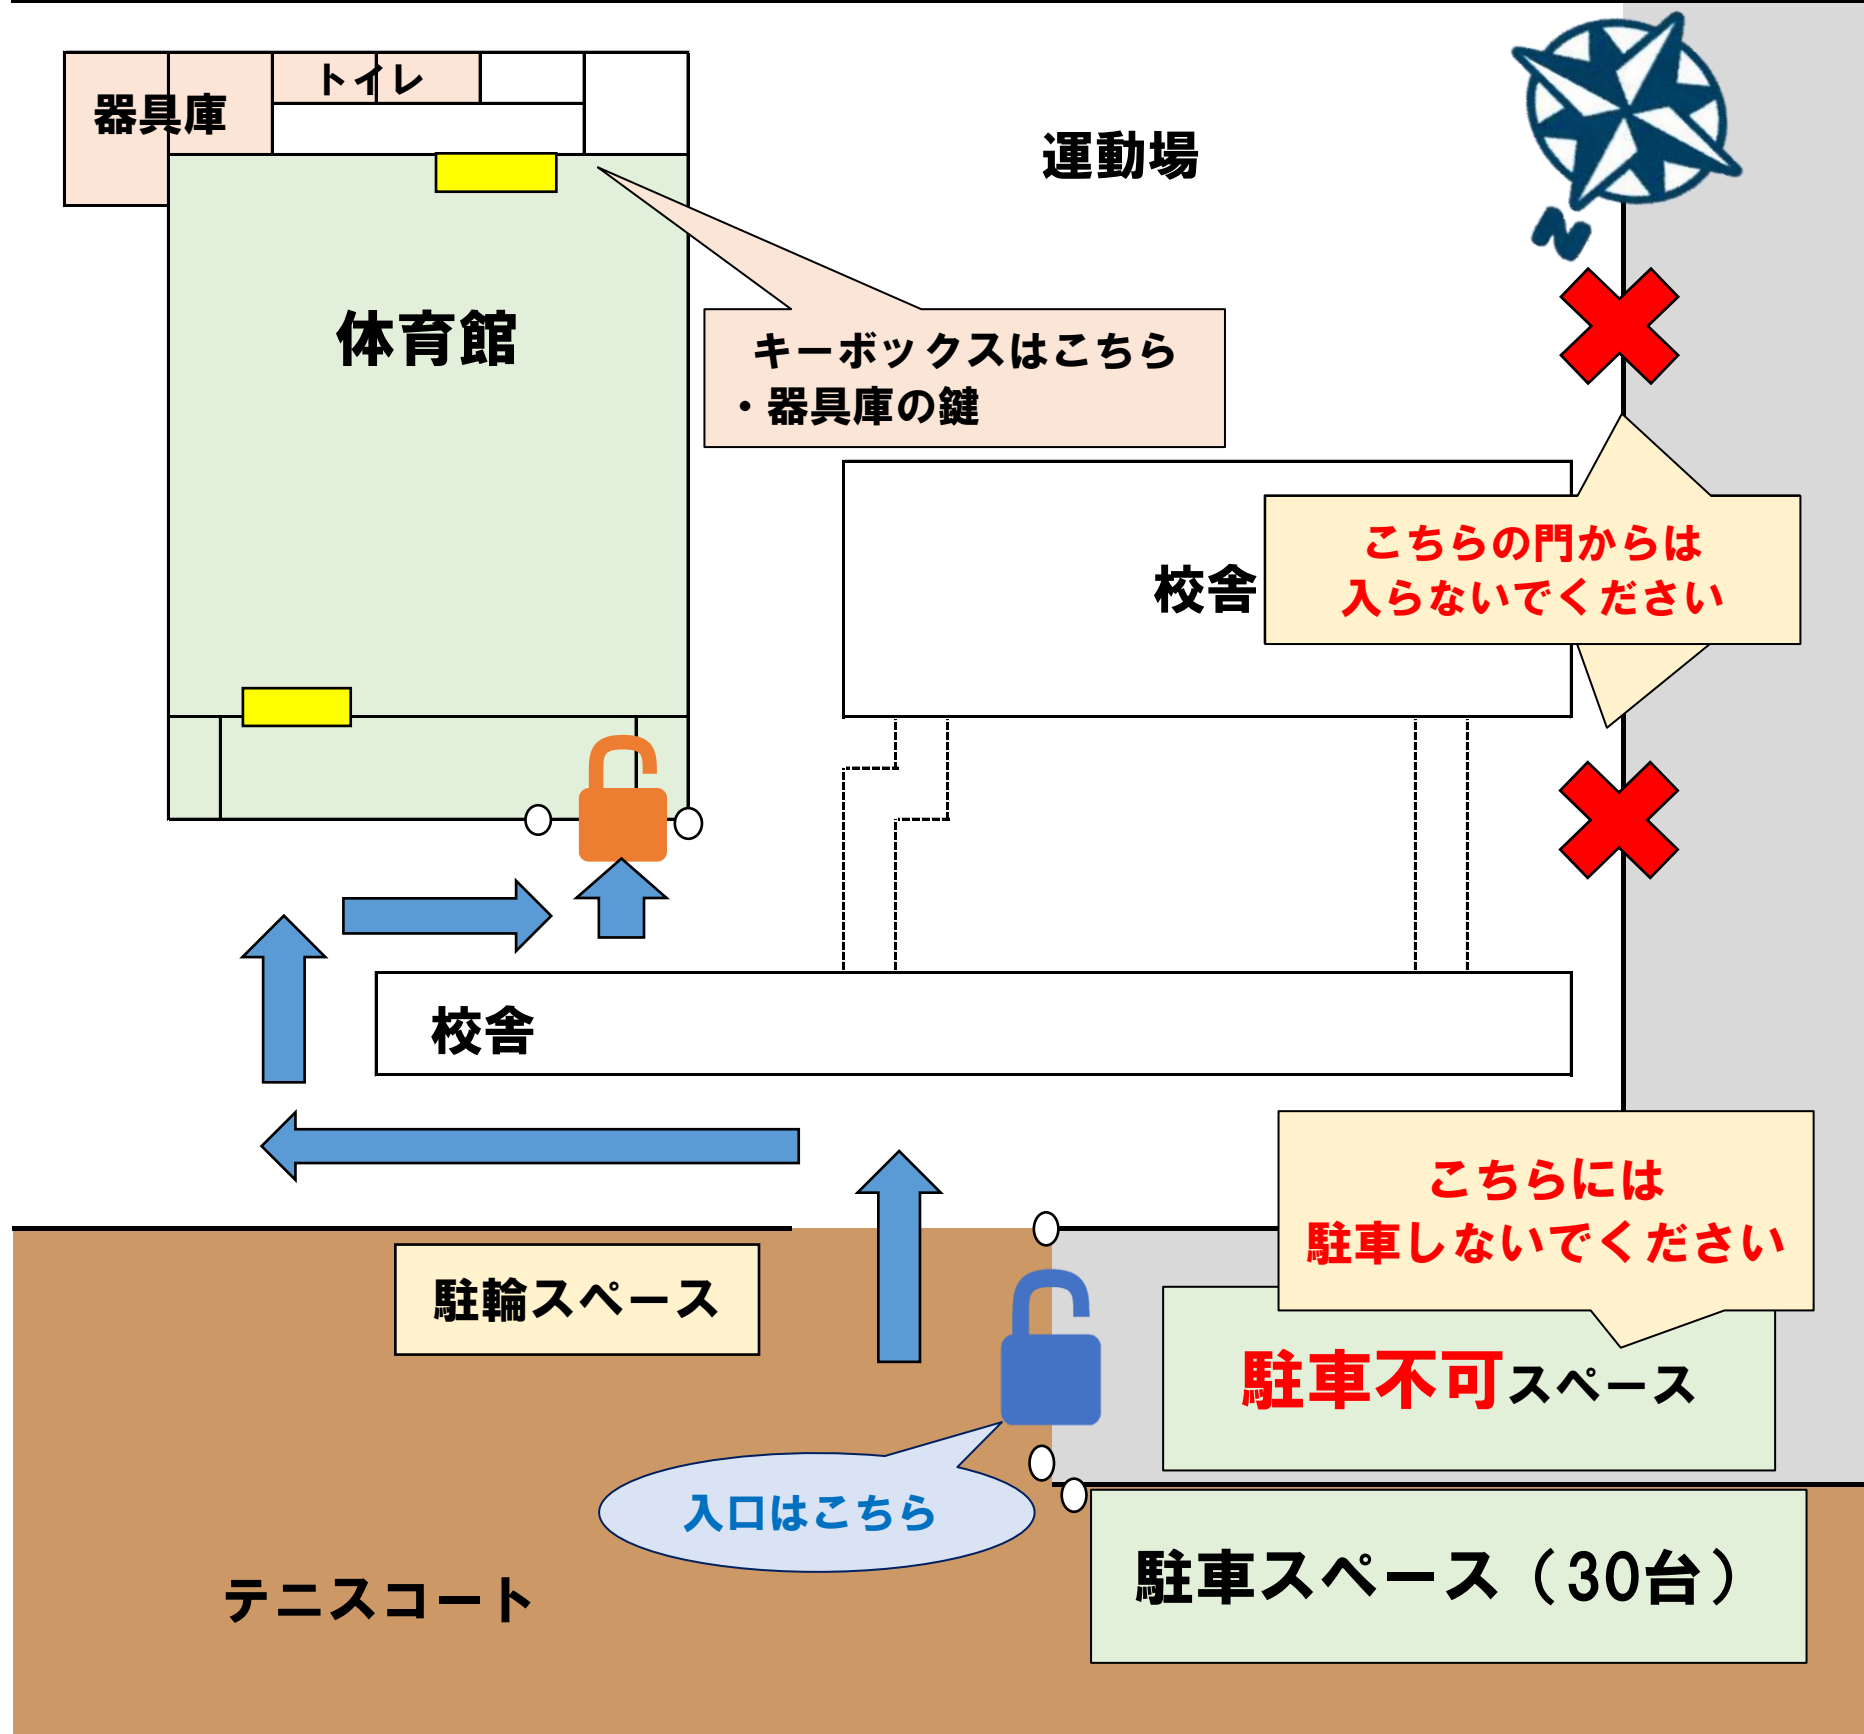 器具庫
トイレ
運動場
N
体育館
キーボックスはこちら
・器具庫の鍵
こちらの門からは
入らないでください
校舎
校舎
こちらには
駐車しないでください
駐輪スペース
駐車不可スペース
入口はこちら
駐車スペース（30台）
テニスコート